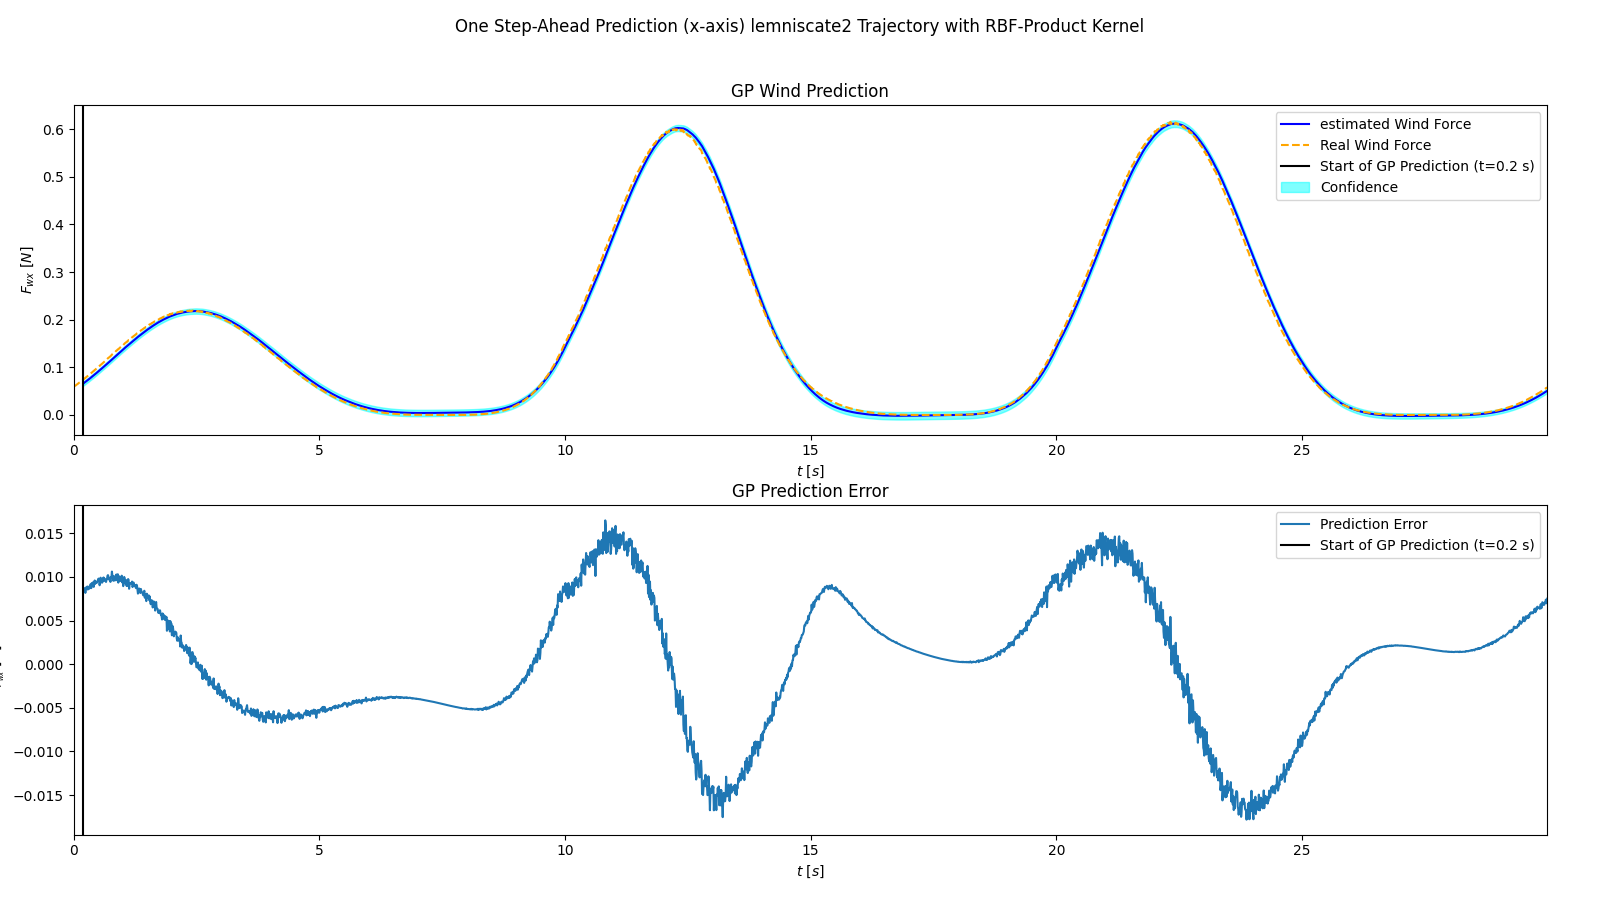 One Step-Ahead Prediction (x-axis) lemniscate2 Trajectory with RBF-Product Kernel
GP Wind Prediction
estimated Wind Force
Real Wind Force
Start of GP Prediction (t=0.2 s)
Confidence
F_wx [N]
0.6
0.5
0.4
0.3
0.2
0.1
0.0
0 5 10 15 20 25
t [s]
GP Prediction Error
Prediction Error
Start of GP Prediction (t=0.2 s)
0.015
0.010
0.005
0.000
−0.005
−0.010
−0.015
0 5 10 15 20 25
t [s]